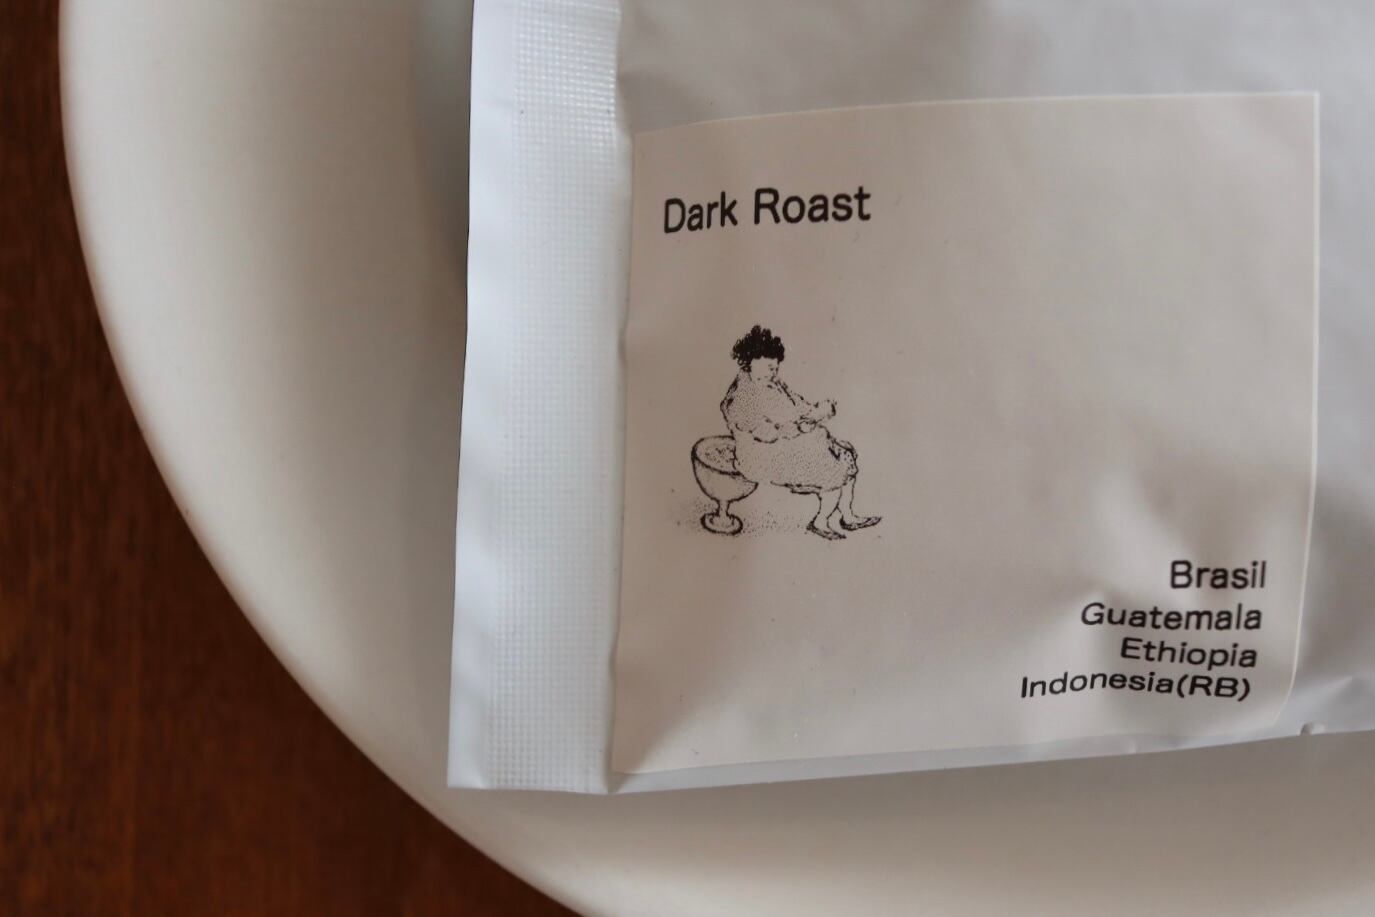 Dark Roast
Brasil
Guatemala
Ethiopia
Indonesia(RB)